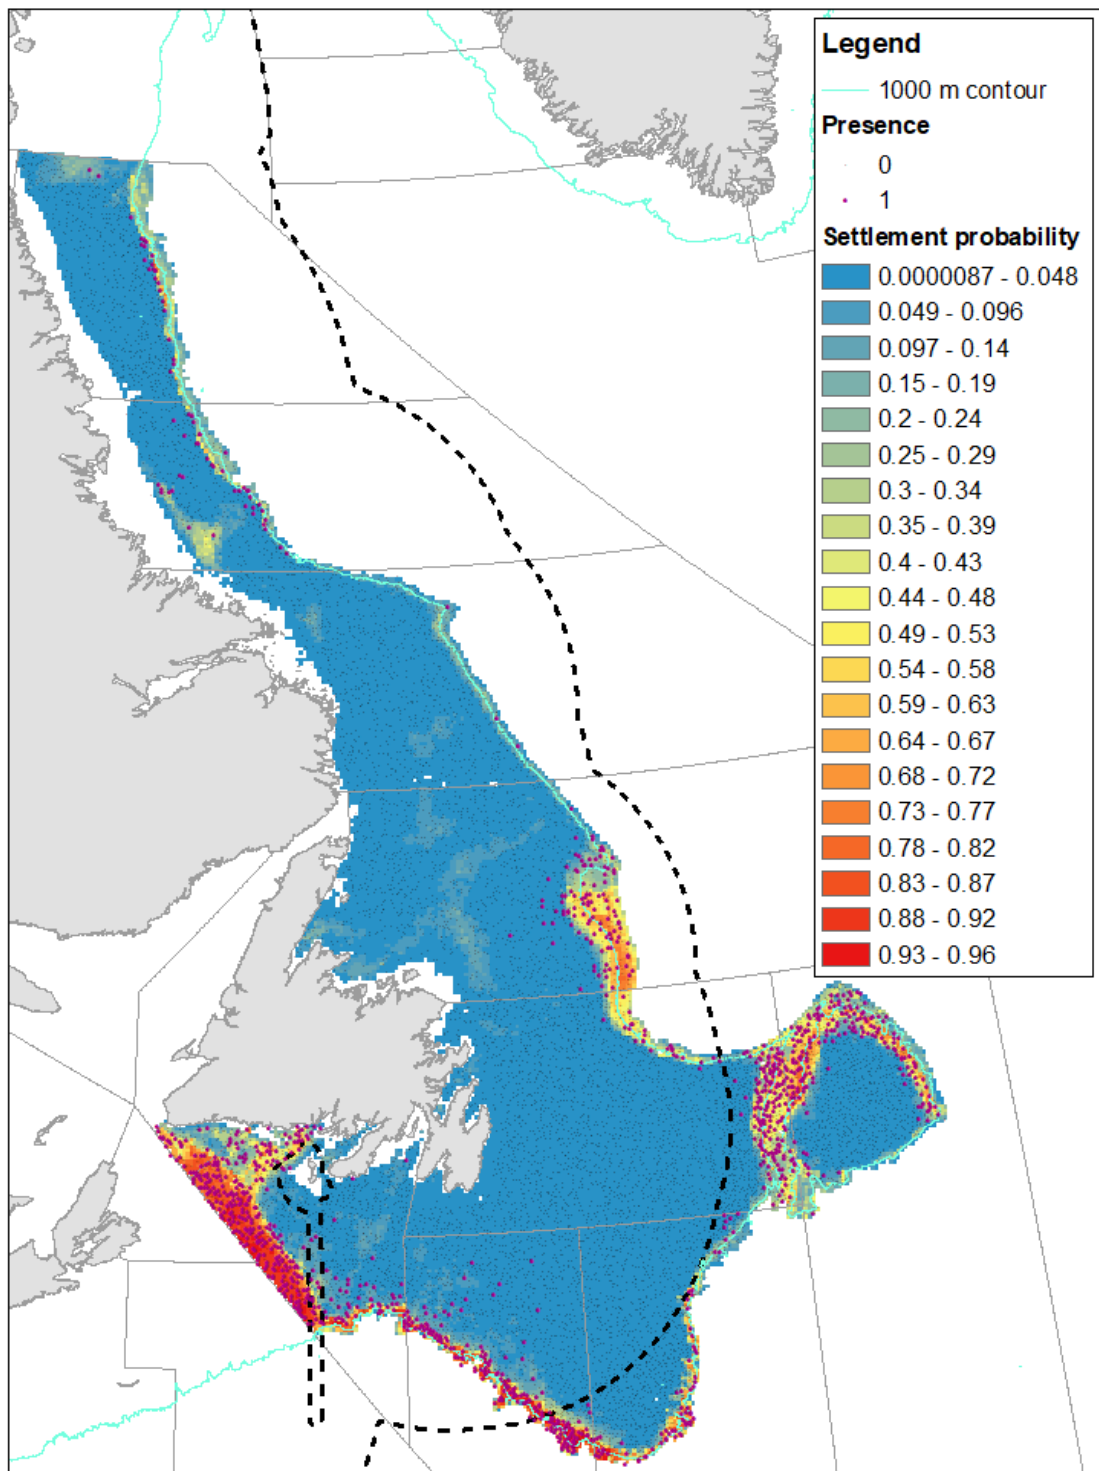 Legend
1000 m contour
Presence
0
1
Settlement probability
0.0000087 - 0.048
0.049 - 0.096
0.097 - 0.14
0.15 - 0.19
0.2 - 0.24
0.25 - 0.29
0.3 - 0.34
0.35 - 0.39
0.4 - 0.43
0.44 - 0.48
0.49 - 0.53
0.54 - 0.58
0.59 - 0.63
0.64 - 0.67
0.68 - 0.72
0.73 - 0.77
0.78 - 0.82
0.83 - 0.87
0.88 - 0.92
0.93 - 0.96